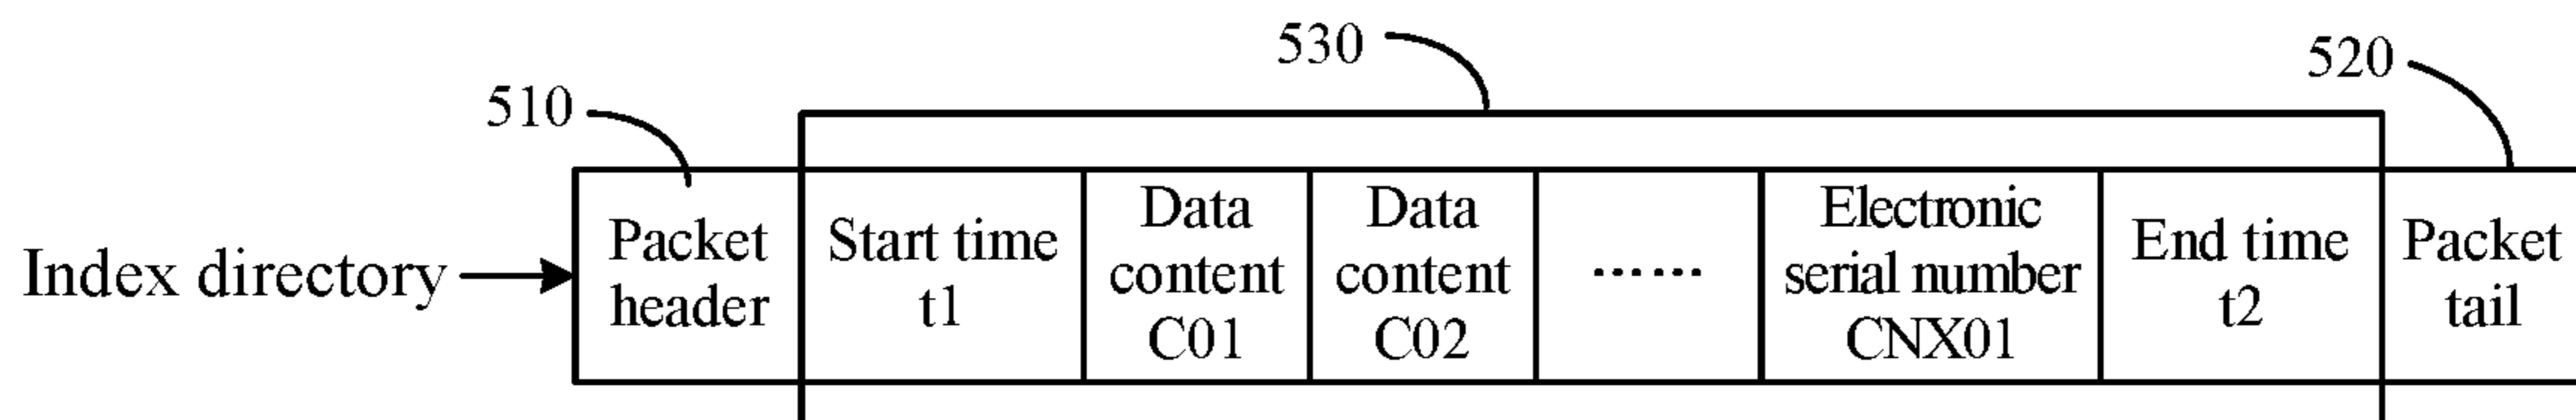 530
520
510
Index directory
Packet
header
Start time
t1
Data
content
C01
Data
content
C02
......
Electronic
serial number
CNX01
End time
t2
Packet
tail